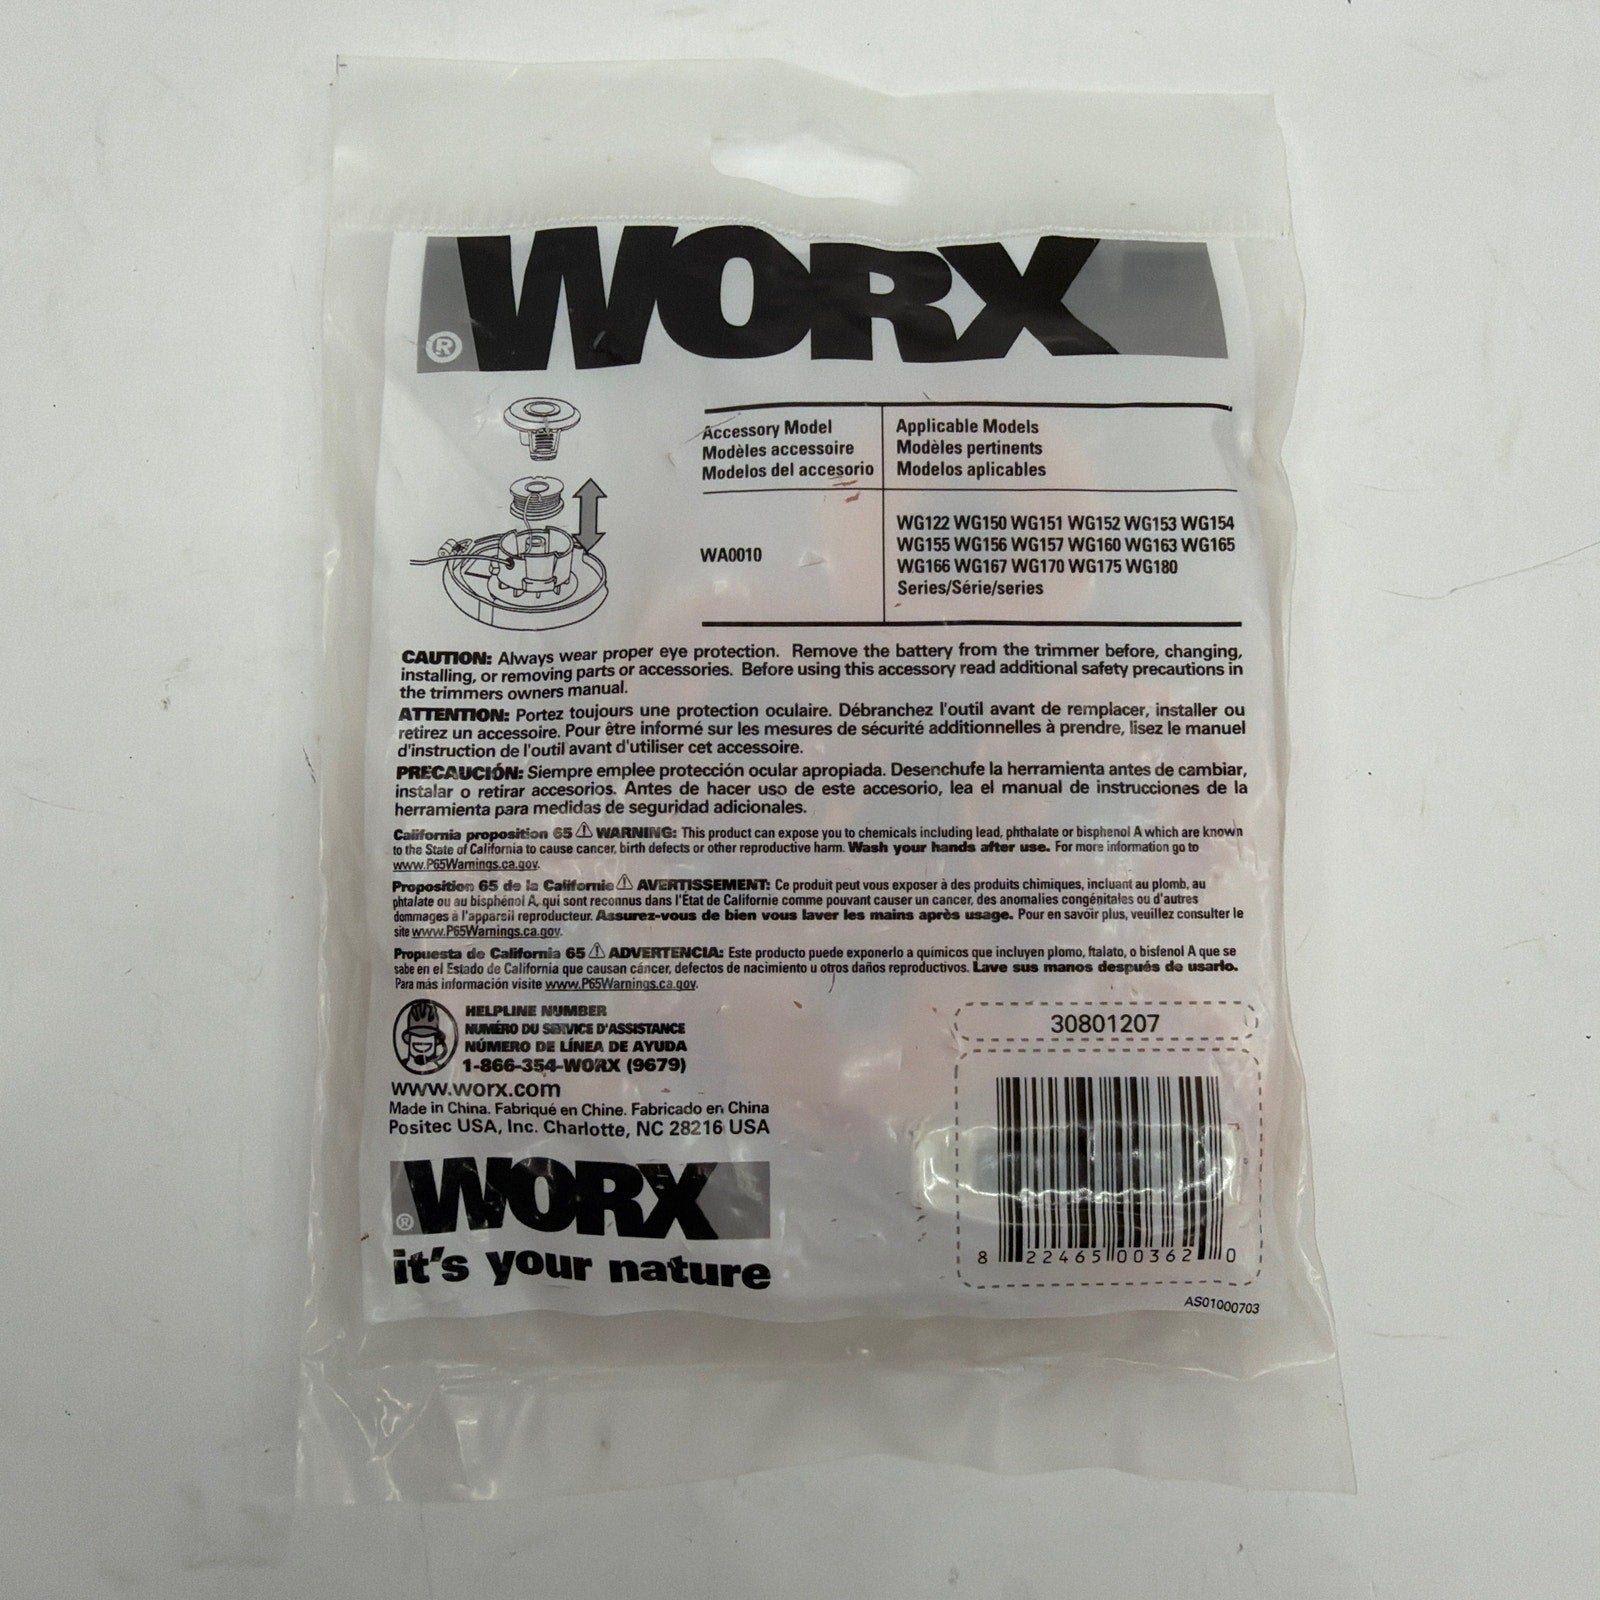 WORX
®
Accessory Model
Modèles accessoire
Modelos del accesorio
Applicable Models
Modèles pertinents
Modelos aplicables
WA0010
WG122 WG150 WG151 WG152 WG153 WG154
WG155 WG156 WG157 WG160 WG163 WG165
WG166 WG167 WG170 WG175 WG180
Series/Série/series
CAUTION: Always wear proper eye protection. Remove the battery from the trimmer before, changing,
installing, or removing parts or accessories. Before using this accessory read additional safety precautions in
the trimmers owners manual.
ATTENTION: Portez toujours une protection oculaire. Débranchez l'outil avant de remplacer, installer ou
retirez un accessoire. Pour être informé sur les mesures de sécurité additionnelles à prendre, lisez le manuel
d'instruction de l'outil avant d'utiliser cet accessoire.
PRECAUCIÓN: Siempre emplee protección ocular apropiada. Desenchufe la herramienta antes de cambiar,
instalar o retirar accesorios. Antes de hacer uso de este accesorio, lea el manual de instrucciones de la
herramienta para medidas de seguridad adicionales.
California proposition 65 ⚠ WARNING: This product can expose you to chemicals including lead, phthalate or bisphenol A which are known
to the State of California to cause cancer, birth defects or other reproductive harm. Wash your hands after use. For more information go to
www.P65Warnings.ca.gov.
Proposition 65 de la Californie ⚠ AVERTISSEMENT: Ce produit peut vous exposer à des produits chimiques, incluant au plomb, au
phtalate ou au bisphénol A, qui sont reconnus dans l'État de Californie comme pouvant causer un cancer, des anomalies congénitales ou d'autres
dommages à l'appareil reproducteur. Assurez-vous de bien vous laver les mains après usage. Pour en savoir plus, veuillez consulter le
site www.P65Warnings.ca.gov.
Propuesta de California 65 ⚠ ADVERTENCIA: Este producto puede exponerlo a químicos que incluyen plomo, ftalato, o bisfenol A que se
sabe en el Estado de California que causan cáncer, defectos de nacimiento u otros daños reproductivos. Lave sus manos después de usarlo.
Para más información visite www.P65Warnings.ca.gov.
HELPLINE NUMBER
NUMÉRO DU SERVICE D'ASSISTANCE
NÚMERO DE LÍNEA DE AYUDA
1-866-354-WORX (9679)
www.worx.com
Made in China. Fabriqué en Chine. Fabricado en China
Positec USA, Inc. Charlotte, NC 28216 USA
WORX
®
it's your nature
30801207
8 22465 00362 0
AS01000703